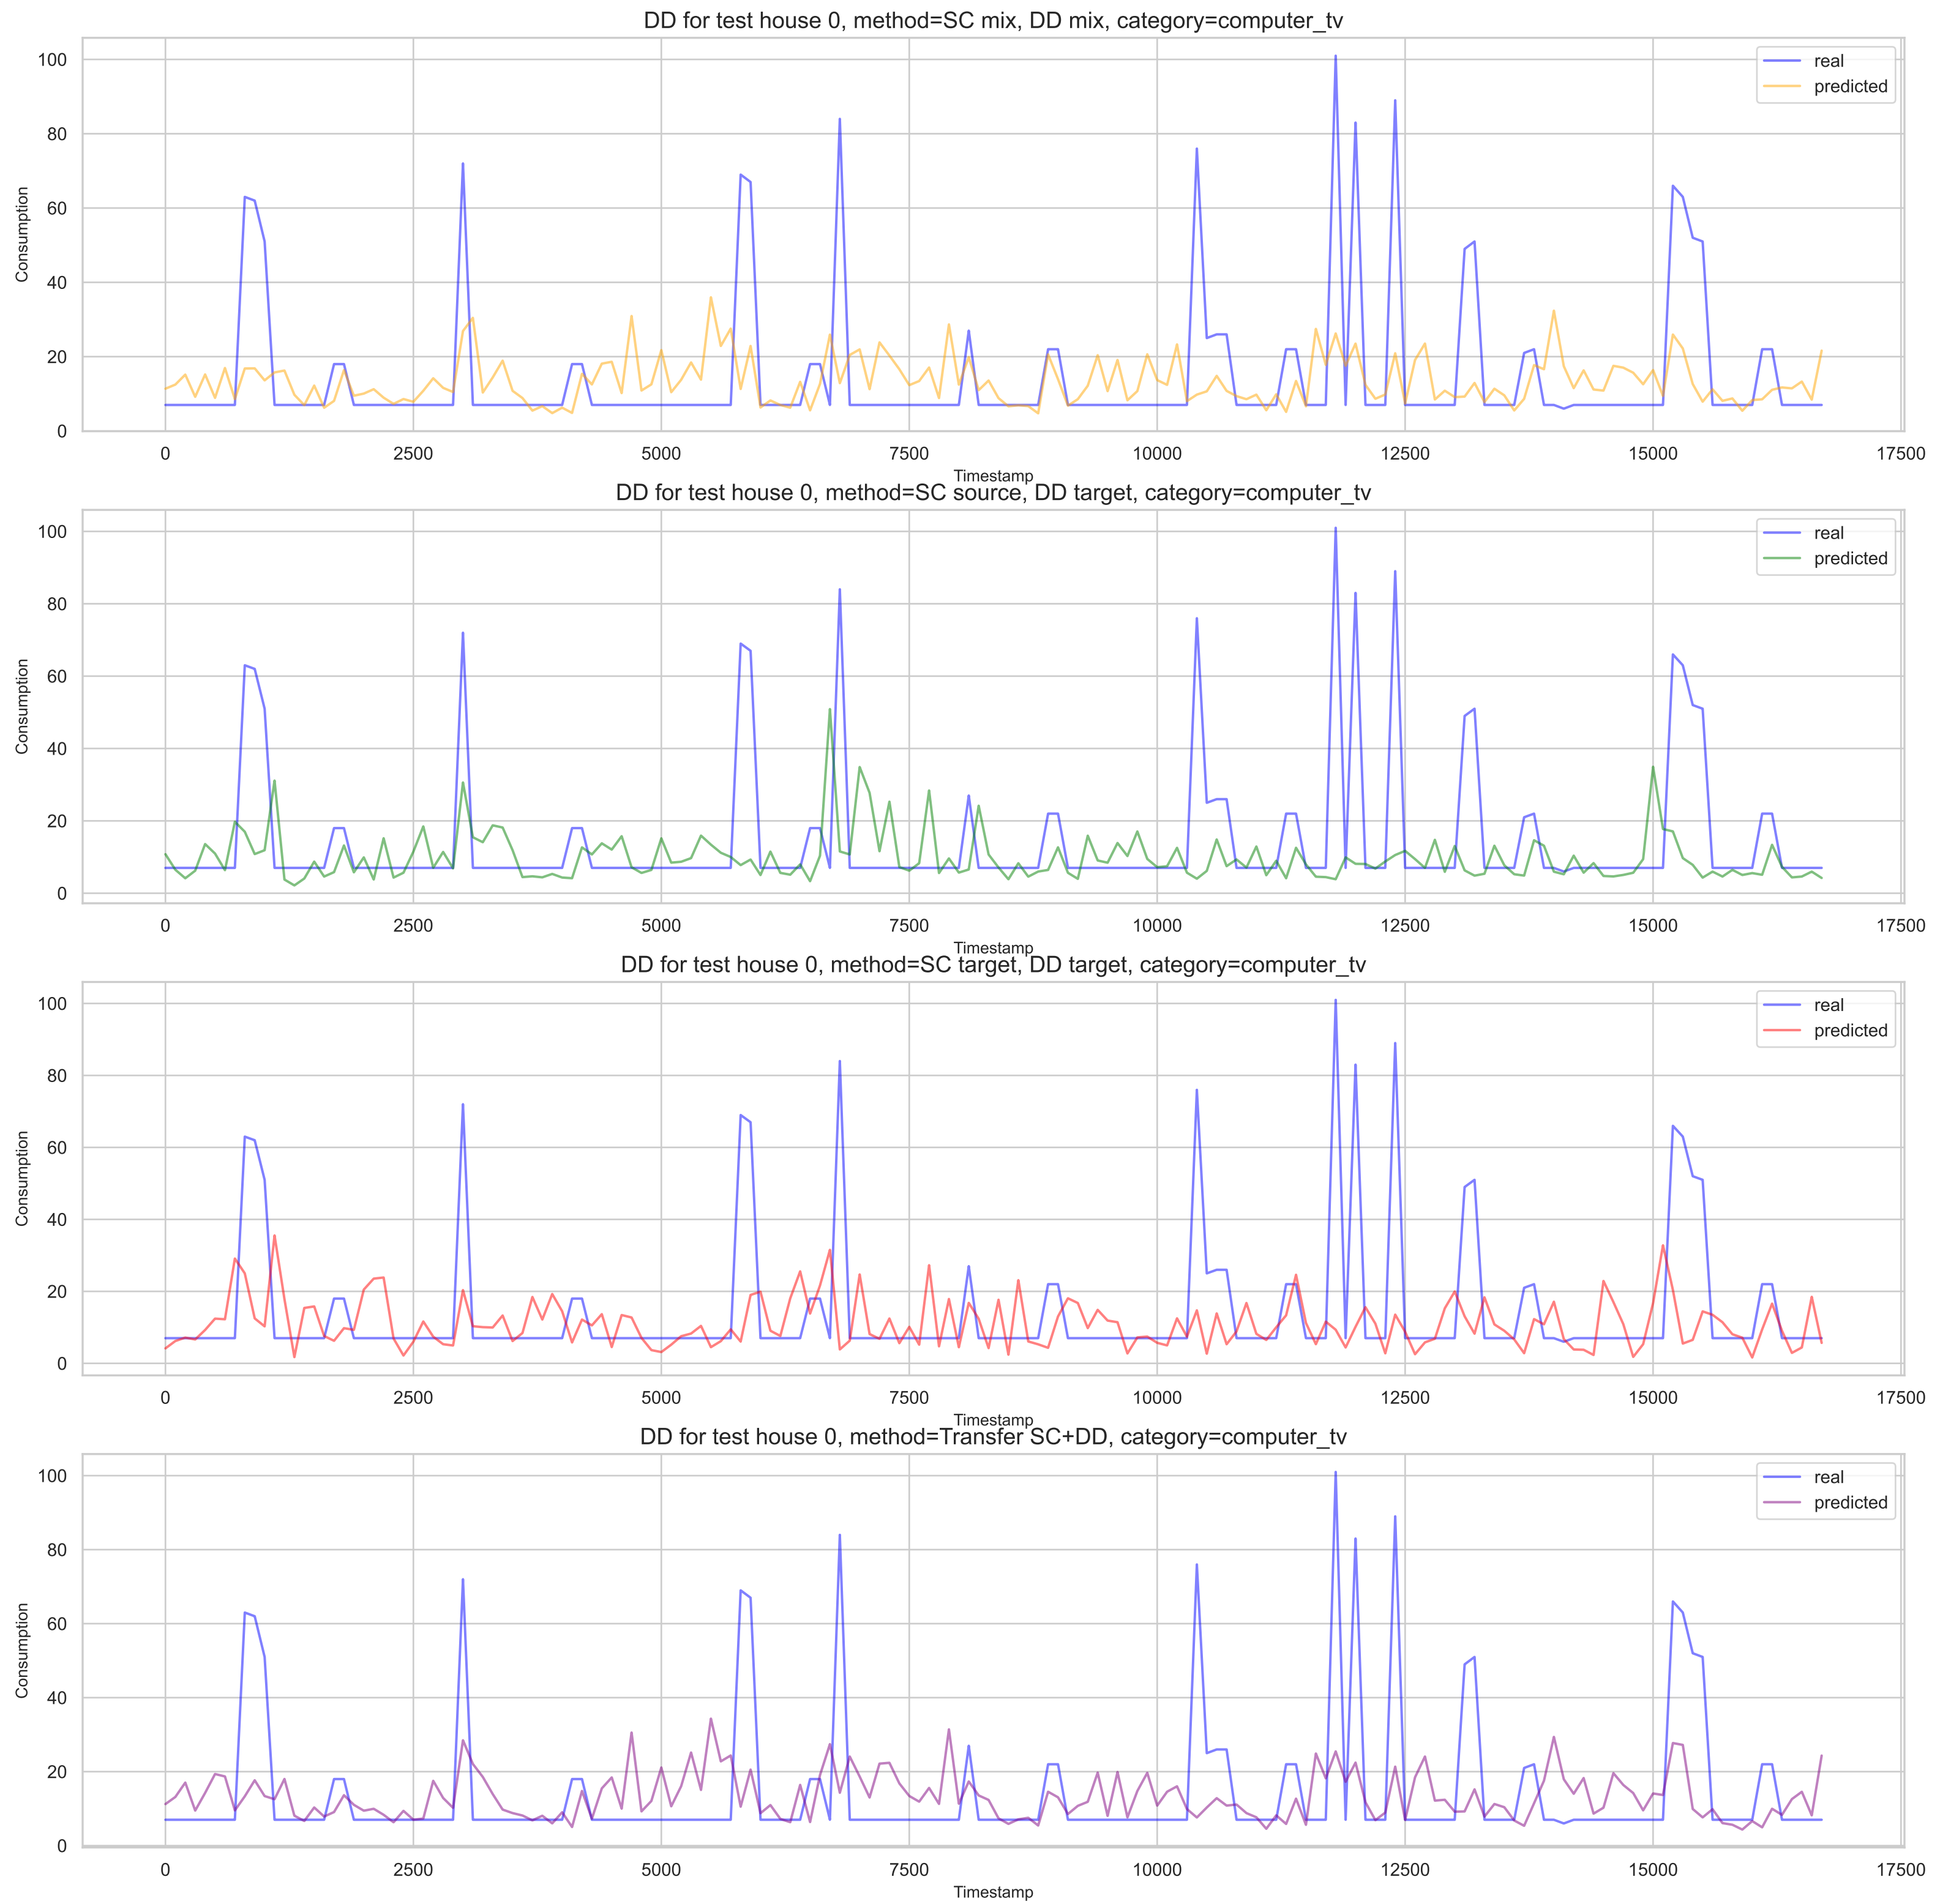 DD for test house 0, method=SC mix, DD mix, category=computer_tv
real
predicted
Consumption
100
80
60
40
20
0
0 2500 5000 7500 10000 12500 15000 17500
Timestamp
DD for test house 0, method=SC source, DD target, category=computer_tv
real
predicted
Consumption
100
80
60
40
20
0
0 2500 5000 7500 10000 12500 15000 17500
Timestamp
DD for test house 0, method=SC target, DD target, category=computer_tv
real
predicted
Consumption
100
80
60
40
20
0
0 2500 5000 7500 10000 12500 15000 17500
Timestamp
DD for test house 0, method=Transfer SC+DD, category=computer_tv
real
predicted
Consumption
100
80
60
40
20
0
0 2500 5000 7500 10000 12500 15000 17500
Timestamp